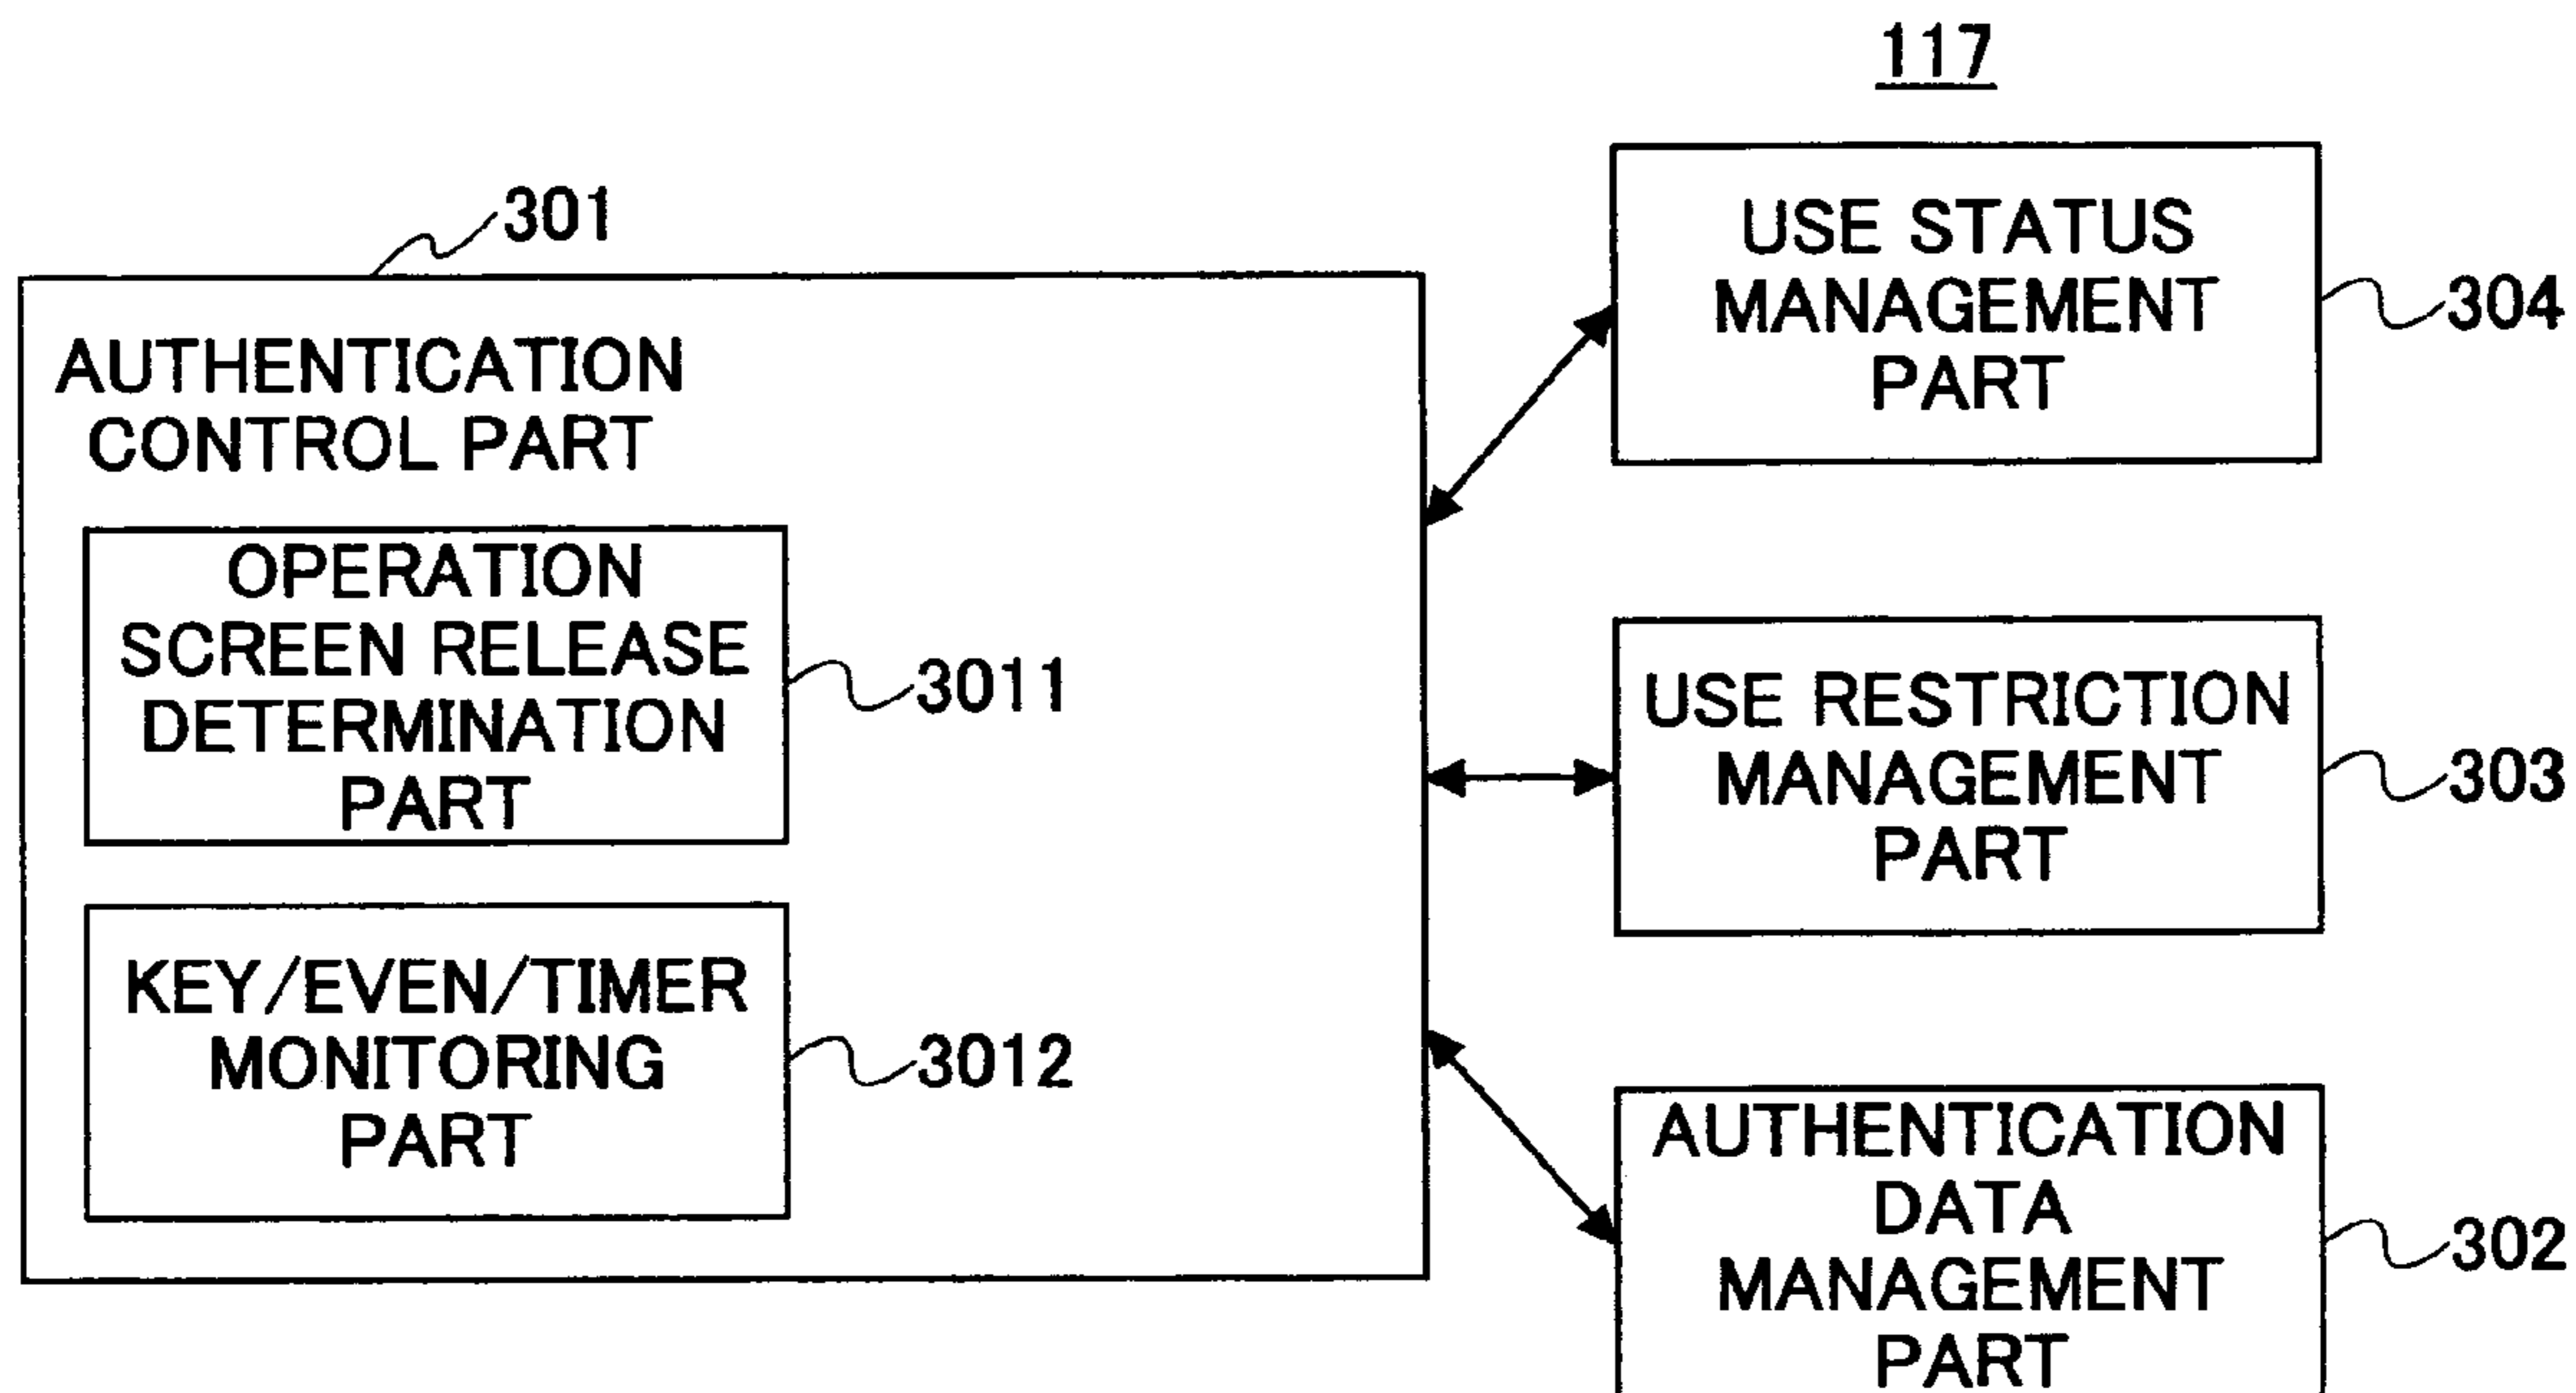 117
301
AUTHENTICATION
CONTROL PART
OPERATION
SCREEN RELEASE
DETERMINATION
PART
3011
KEY/EVEN/TIMER
MONITORING
PART
3012
USE STATUS
MANAGEMENT
PART
304
USE RESTRICTION
MANAGEMENT
PART
303
AUTHENTICATION
DATA
MANAGEMENT
PART
302